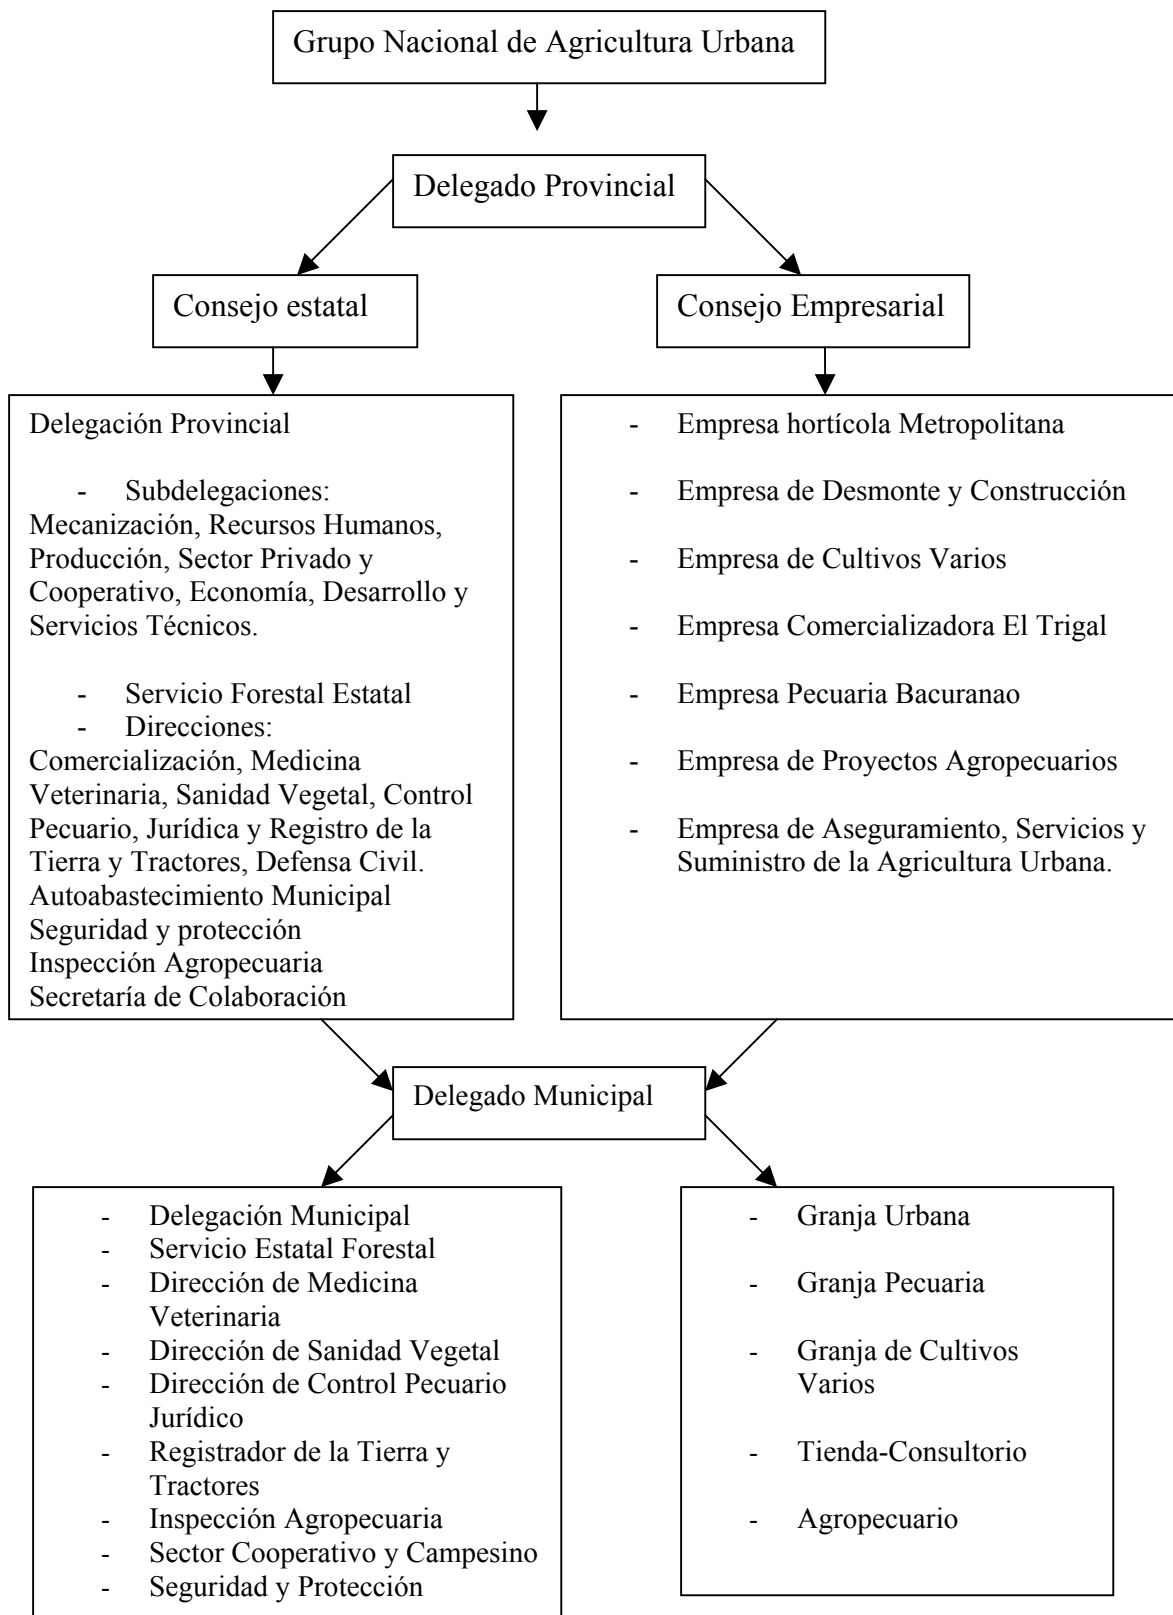 Grupo Nacional de Agricultura Urbana
Delegado Provincial
Consejo estatal
Consejo Empresarial
Delegación Provincial
- Subdelegaciones:
Mecanización, Recursos Humanos,
Producción, Sector Privado y
Cooperativo, Economía, Desarrollo y
Servicios Técnicos.
- Servicio Forestal Estatal
- Direcciones:
Comercialización, Medicina
Veterinaria, Sanidad Vegetal, Control
Pecuario, Jurídica y Registro de la
Tierra y Tractores, Defensa Civil.
Autoabastecimiento Municipal
Seguridad y protección
Inspección Agropecuaria
Secretaría de Colaboración
- Empresa hortícola Metropolitana
- Empresa de Desmonte y Construcción
- Empresa de Cultivos Varios
- Empresa Comercializadora El Trigal
- Empresa Pecuaria Bacuranao
- Empresa de Proyectos Agropecuarios
- Empresa de Aseguramiento, Servicios y
Suministro de la Agricultura Urbana.
Delegado Municipal
- Delegación Municipal
- Servicio Estatal Forestal
- Dirección de Medicina
Veterinaria
- Dirección de Sanidad Vegetal
- Dirección de Control Pecuario
Jurídico
- Registrador de la Tierra y
Tractores
- Inspección Agropecuaria
- Sector Cooperativo y Campesino
- Seguridad y Protección
- Granja Urbana
- Granja Pecuaria
- Granja de Cultivos
Varios
- Tienda-Consultorio
- Agropecuario